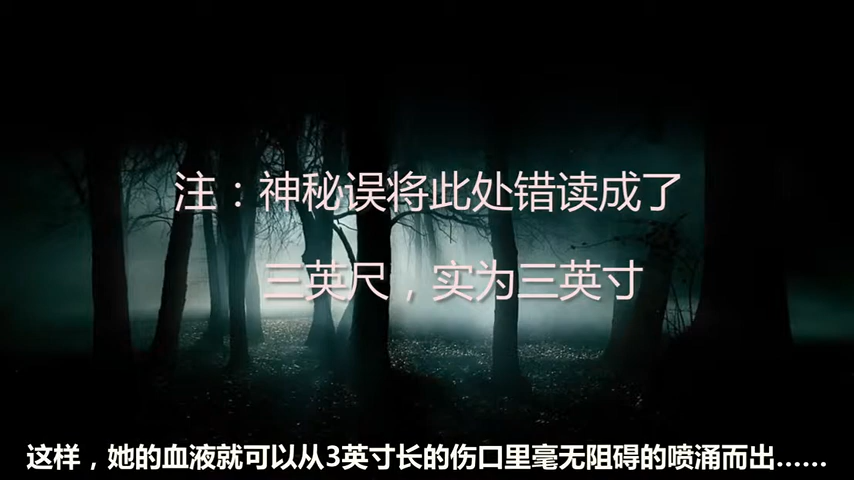 注：神秘误将此处错读成了
三英尺，实为三英寸
这样，她的血液就可以从3英寸长的伤口里毫无阻碍的喷涌而出……